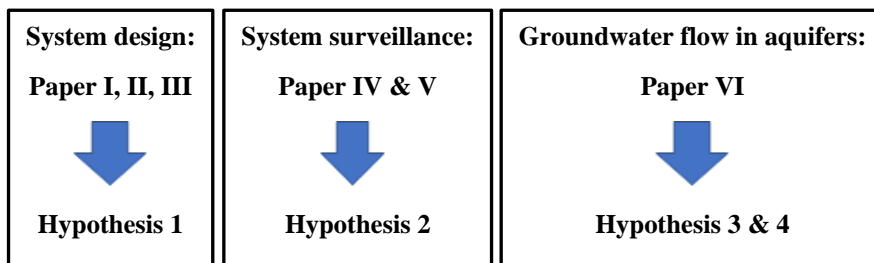 System design:
Paper I, II, III
Hypothesis 1
System surveillance:
Paper IV & V
Hypothesis 2
Groundwater flow in aquifers:
Paper VI
Hypothesis 3 & 4